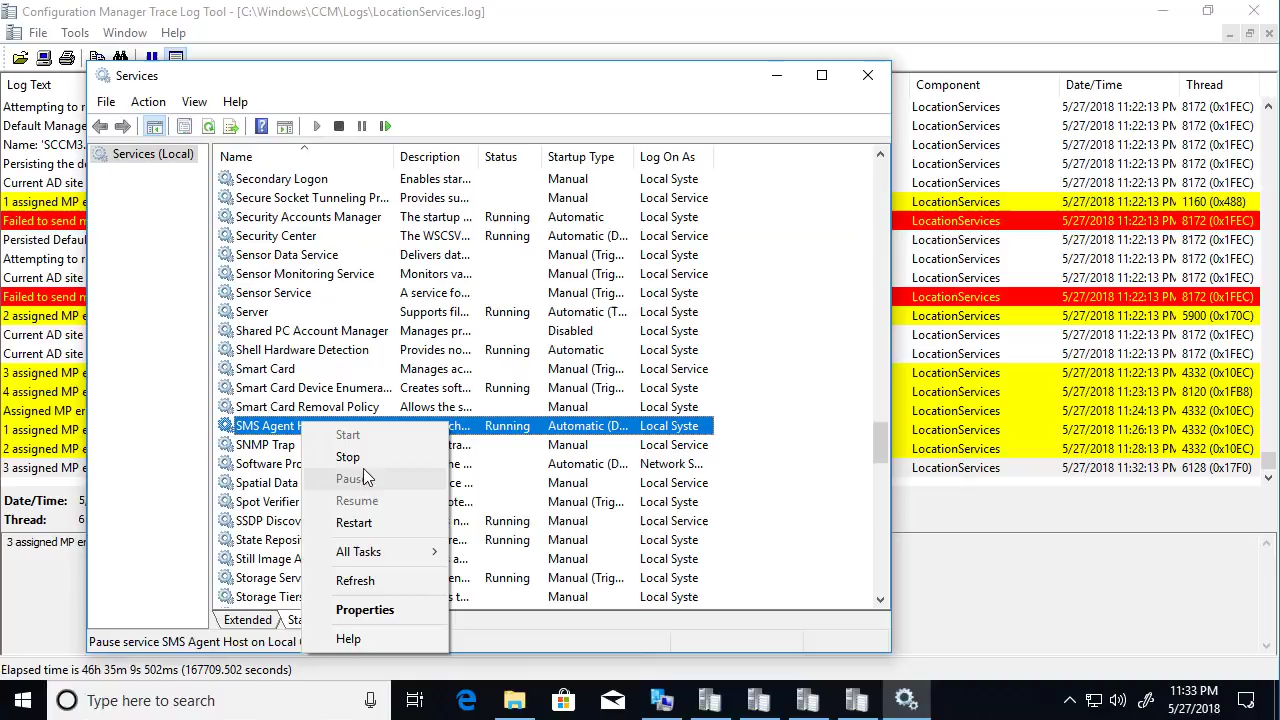 Configuration Manager Trace Log Tool - [C:\Windows\CCM\Logs\LocationServices.log]
File Tools Window Help
Log Text Component Date/Time Thread
Attempting to r LocationServices 5/27/2018 11:22:13 PM 8172 (0x1FEC)
Default Manage LocationServices 5/27/2018 11:22:13 PM 8172 (0x1FEC)
Name: 'SCCM3. LocationServices 5/27/2018 11:22:13 PM 8172 (0x1FEC)
Persisting the d LocationServices 5/27/2018 11:22:13 PM 8172 (0x1FEC)
Current AD site LocationServices 5/27/2018 11:22:13 PM 8172 (0x1FEC)
1 assigned MP e LocationServices 5/27/2018 11:22:13 PM 1160 (0x488)
Failed to send m LocationServices 5/27/2018 11:22:13 PM 8172 (0x1FEC)
Persisted Defau LocationServices 5/27/2018 11:22:13 PM 8172 (0x1FEC)
Attempting to r LocationServices 5/27/2018 11:22:13 PM 8172 (0x1FEC)
Current AD site LocationServices 5/27/2018 11:22:13 PM 8172 (0x1FEC)
Failed to send m LocationServices 5/27/2018 11:22:13 PM 8172 (0x1FEC)
2 assigned MP e LocationServices 5/27/2018 11:22:13 PM 5900 (0x170C)
Current AD site LocationServices 5/27/2018 11:22:13 PM 8172 (0x1FEC)
Current AD site LocationServices 5/27/2018 11:22:13 PM 8172 (0x1FEC)
3 assigned MP e LocationServices 5/27/2018 11:22:13 PM 4332 (0x10EC)
4 assigned MP e LocationServices 5/27/2018 11:23:13 PM 8120 (0x1FB8)
Assigned MP er LocationServices 5/27/2018 11:23:13 PM 4332 (0x10EC)
1 assigned MP e LocationServices 5/27/2018 11:26:13 PM 4332 (0x10EC)
2 assigned MP e LocationServices 5/27/2018 11:28:13 PM 4332 (0x10EC)
3 assigned MP e LocationServices 5/27/2018 11:32:13 PM 6128 (0x17F0)
Date/Time: 5/
Thread: 6
3 assigned MP er
Elapsed time is 46h 35m 9s 502ms (167709.502 seconds)
Services
File Action View Help
Services (Local)
Name Description Status Startup Type Log On As
Secondary Logon Enables star... Manual Local Syste
Secure Socket Tunneling Pr... Provides su... Manual Local Service
Security Accounts Manager The startup ... Running Automatic Local Syste
Security Center The WSCSV... Running Automatic (D... Local Service
Sensor Data Service Delivers dat... Manual (Trig... Local Syste
Sensor Monitoring Service Monitors va... Manual (Trig... Local Service
Sensor Service A service fo... Manual (Trig... Local Syste
Server Supports fil... Running Automatic (T... Local Syste
Shared PC Account Manager Manages pr... Disabled Local Syste
Shell Hardware Detection Provides no... Running Automatic Local Syste
Smart Card Manages ac... Manual (Trig... Local Service
Smart Card Device Enumera... Creates soft... Running Manual (Trig... Local Syste
Smart Card Removal Policy Allows the s... Manual Local Syste
SMS Agent H ch... Running Automatic (D... Local Syste
SNMP Trap tra... Manual Local Service
Software Pro he ... Automatic (D... Network S...
Spatial Data Manual Local Service
Spot Verifier Manual (Trig... Local Syste
SSDP Discov s n... Running Manual Local Service
State Reposit Running Manual Local Syste
Still Image A Manual Local Syste
Storage Serv en... Running Manual (Trig... Local Syste
Storage Tiers s t... Manual Local Syste
Start
Stop
Pause
Resume
Restart
All Tasks
Refresh
Properties
Help
Extended Sta
Pause service SMS Agent Host on Local
Type here to search
11:33 PM
5/27/2018